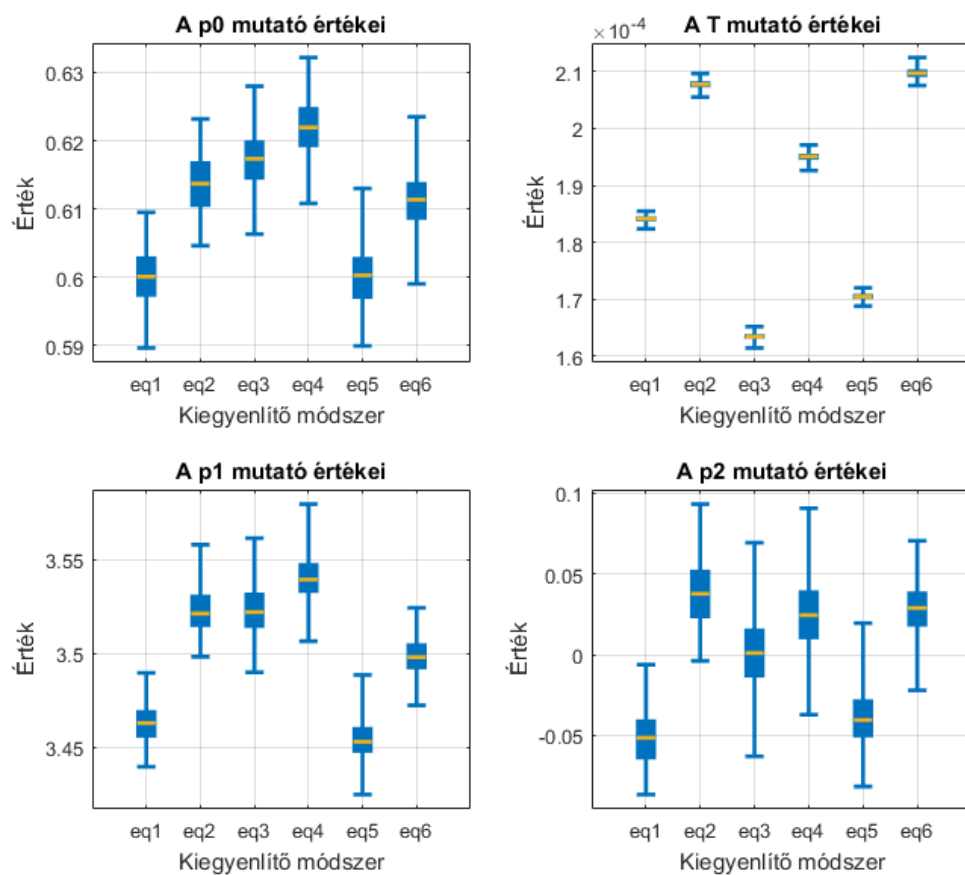 A p0 mutató értékei
0.63
0.62
0.61
0.6
0.59
Érték
eq1 eq2 eq3 eq4 eq5 eq6
Kiegyenlítő módszer
A T mutató értékei
×10⁻⁴
2.1
2
1.9
1.8
1.7
1.6
Érték
eq1 eq2 eq3 eq4 eq5 eq6
Kiegyenlítő módszer
A p1 mutató értékei
3.55
3.5
3.45
Érték
eq1 eq2 eq3 eq4 eq5 eq6
Kiegyenlítő módszer
A p2 mutató értékei
0.1
0.05
0
-0.05
Érték
eq1 eq2 eq3 eq4 eq5 eq6
Kiegyenlítő módszer